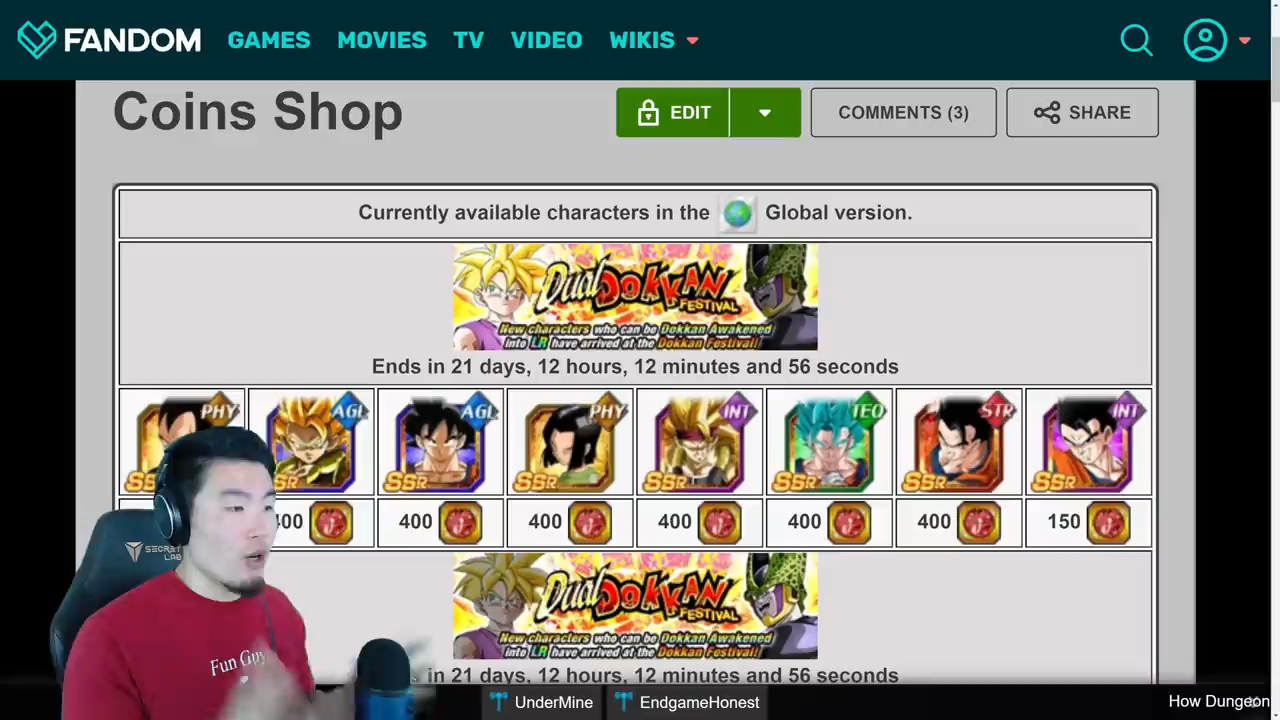 FANDOM GAMES MOVIES TV VIDEO WIKIS
Coins Shop EDIT COMMENTS (3) SHARE
Currently available characters in the Global version.
Dual DOKKAN FESTIVAL
New characters who can be Dokkan Awakened
into LR have arrived at the Dokkan Festival!
Ends in 21 days, 12 hours, 12 minutes and 56 seconds
PHY AGL AGL PHY INT TEQ STR INT
SSR SSR SSR SSR SSR SSR SSR SSR
400 400 400 400 400 400 150
Dual DOKKAN FESTIVAL
New characters who can be Dokkan Awakened
into LR have arrived at the Dokkan Festival!
in 21 days, 12 hours, 12 minutes and 56 seconds
SECRET
LAB
Fun Guy
UnderMine EndgameHonest How Dungeon